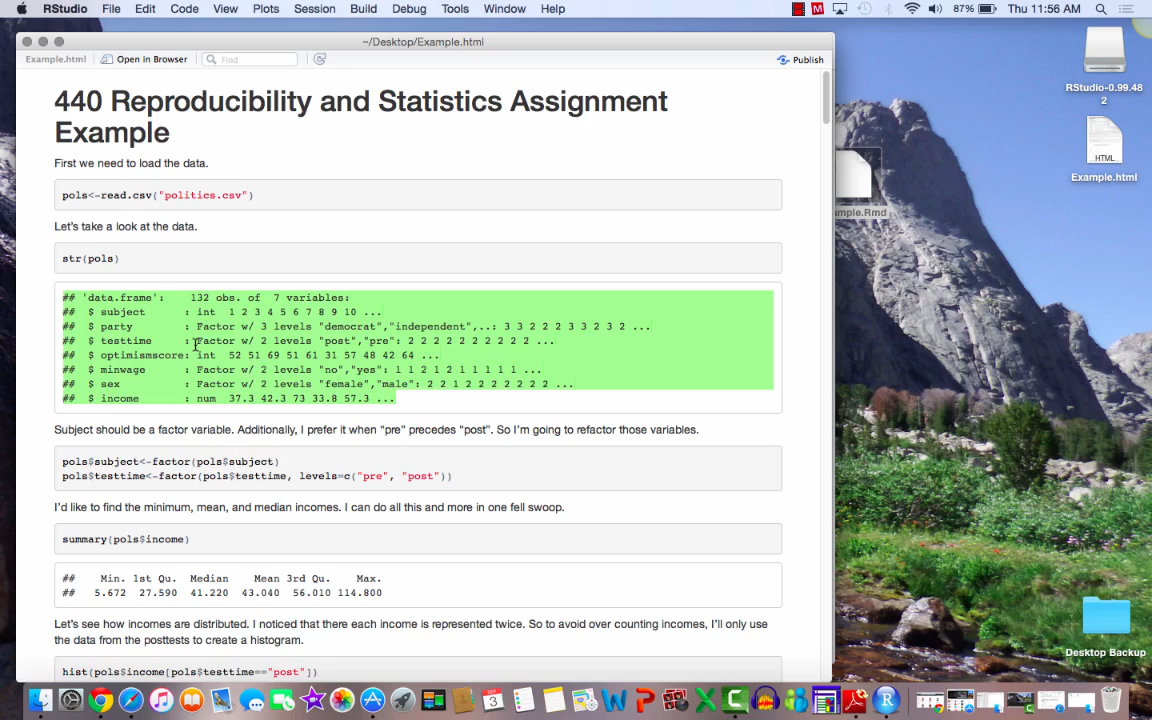 RStudio File Edit Code View Plots Session Build Debug Tools Window Help 87% Thu 11:56 AM
~/Desktop/Example.html
Example.html Open in Browser Find Publish
440 Reproducibility and Statistics Assignment
Example
First we need to load the data.
pols<-read.csv("politics.csv")
Let's take a look at the data.
str(pols)
## 'data.frame': 132 obs. of 7 variables:
## $ subject : int 1 2 3 4 5 6 7 8 9 10 ...
## $ party : Factor w/ 3 levels "democrat","independent",..: 3 3 2 2 2 3 3 2 3 2 ...
## $ testtime : Factor w/ 2 levels "post","pre": 2 2 2 2 2 2 2 2 2 2 ...
## $ optimismscore: int 52 51 69 51 61 31 57 48 42 64 ...
## $ minwage : Factor w/ 2 levels "no","yes": 1 1 2 1 2 1 1 1 1 1 ...
## $ sex : Factor w/ 2 levels "female","male": 2 2 1 2 2 2 2 2 2 2 ...
## $ income : num 37.3 42.3 73 33.8 57.3 ...
Subject should be a factor variable. Additionally, I prefer it when "pre" precedes "post". So I'm going to refactor those variables.
pols$subject<-factor(pols$subject)
pols$testtime<-factor(pols$testtime, levels=c("pre", "post"))
I'd like to find the minimum, mean, and median incomes. I can do all this and more in one fell swoop.
summary(pols$income)
## Min. 1st Qu. Median Mean 3rd Qu. Max.
## 5.672 27.590 41.220 43.040 56.010 114.800
Let's see how incomes are distributed. I noticed that there each income is represented twice. So to avoid over counting incomes, I'll only use
the data from the posttests to create a histogram.
hist(pols$income[pols$testtime=="post"])
RStudio-0.99.48
2
HTML
Example.html
mple.Rmd
Desktop Backup